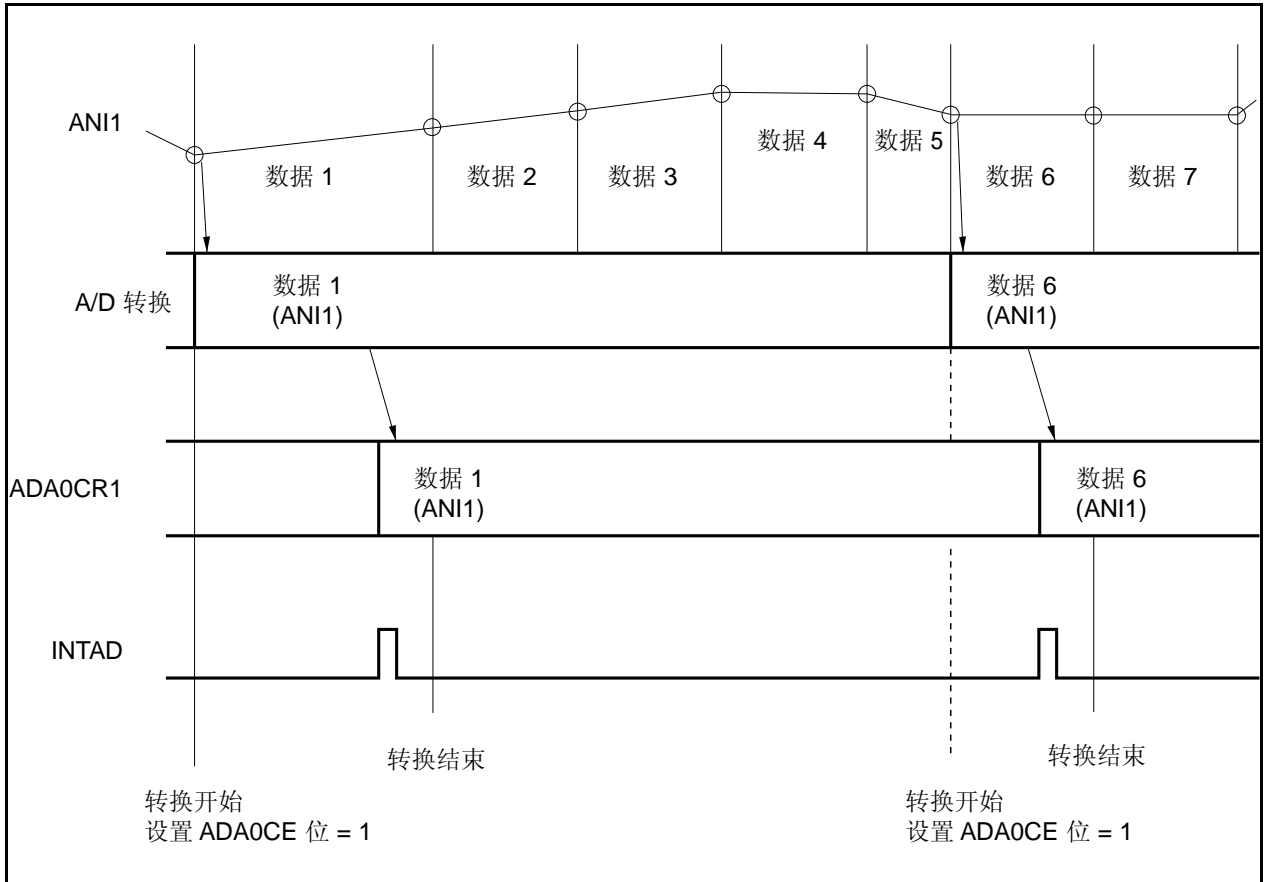 ANI1
数据 1
数据 2
数据 3
数据 4
数据 5
数据 6
数据 7
A/D 转换
数据 1
(ANI1)
数据 6
(ANI1)
ADA0CR1
数据 1
(ANI1)
数据 6
(ANI1)
INTAD
转换结束
转换结束
转换开始
设置 ADA0CE 位 = 1
转换开始
设置 ADA0CE 位 = 1